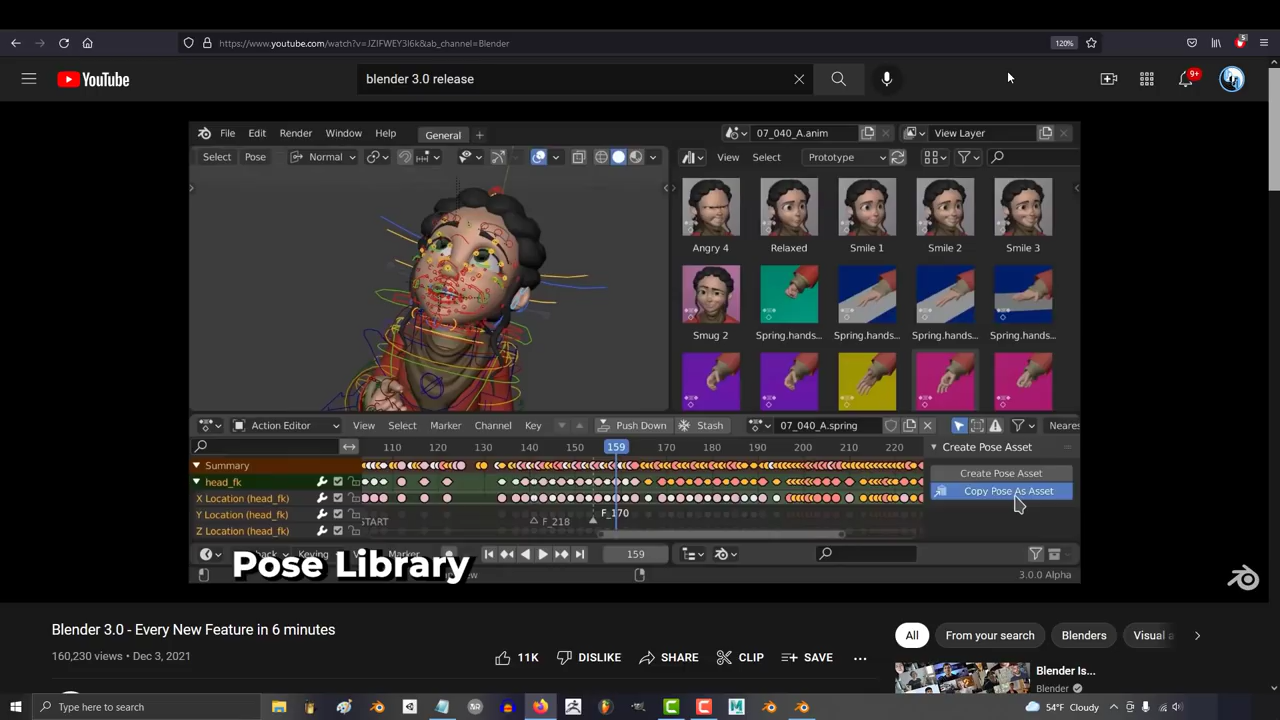 https://www.youtube.com/watch?v=JZIFWEY3I6k&ab_channel=Blender
120%
5
YouTube
blender 3.0 release
9+
File Edit Render Window Help General
07_040_A.anim View Layer
Select Pose Normal
View Select Prototype
Angry 4 Relaxed Smile 1 Smile 2 Smile 3
Smug 2 Spring.hands... Spring.hands... Spring.hands... Spring.hands...
Action Editor View Select Marker Channel Key Push Down Stash 07_040_A.spring Neares
110 120 130 140 150 159 170 180 190 200 210 220
Create Pose Asset
Summary
Create Pose Asset
head_fk
Copy Pose As Asset
X Location (head_fk)
Y Location (head_fk)
F_170
START F_218
Z Location (head_fk)
Keying Marker 159
Pose Library
3.0.0 Alpha
Blender 3.0 - Every New Feature in 6 minutes
160,230 views • Dec 3, 2021
11K DISLIKE SHARE CLIP SAVE
All From your search Blenders Visual
Blender Is...
Blender
Type here to search
54°F Cloudy